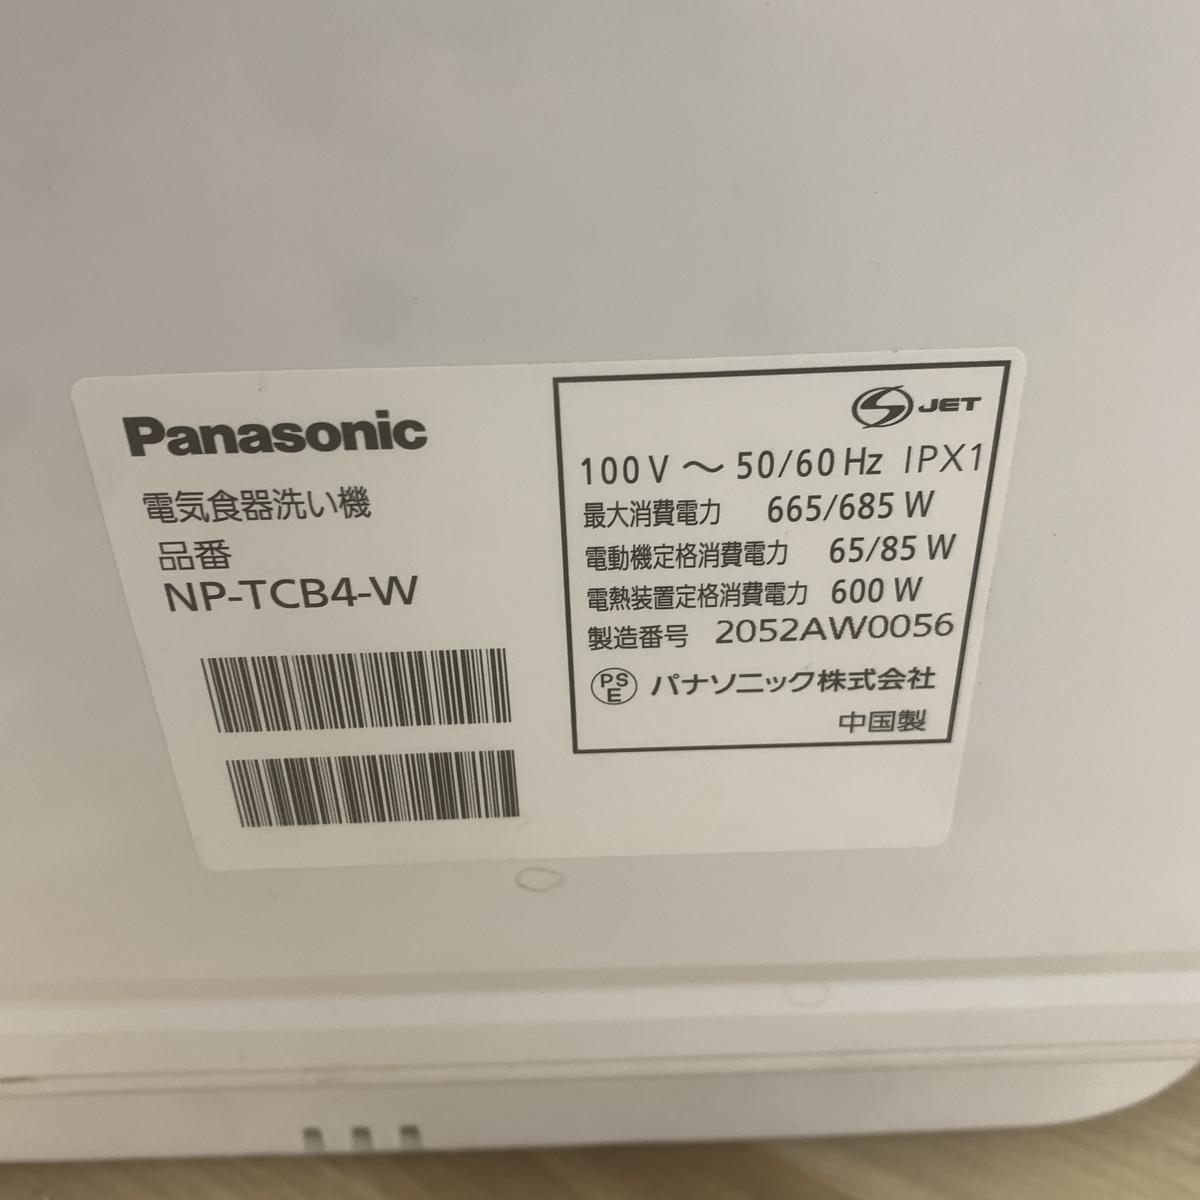 Panasonic
電気食器洗い機
品番
NP-TCB4-W
JET
100V ～ 50/60Hz IPX1
最大消費電力 665/685W
電動機定格消費電力 65/85W
電熱装置定格消費電力 600W
製造番号 2052AW0056
PSE パナソニック株式会社
中国製